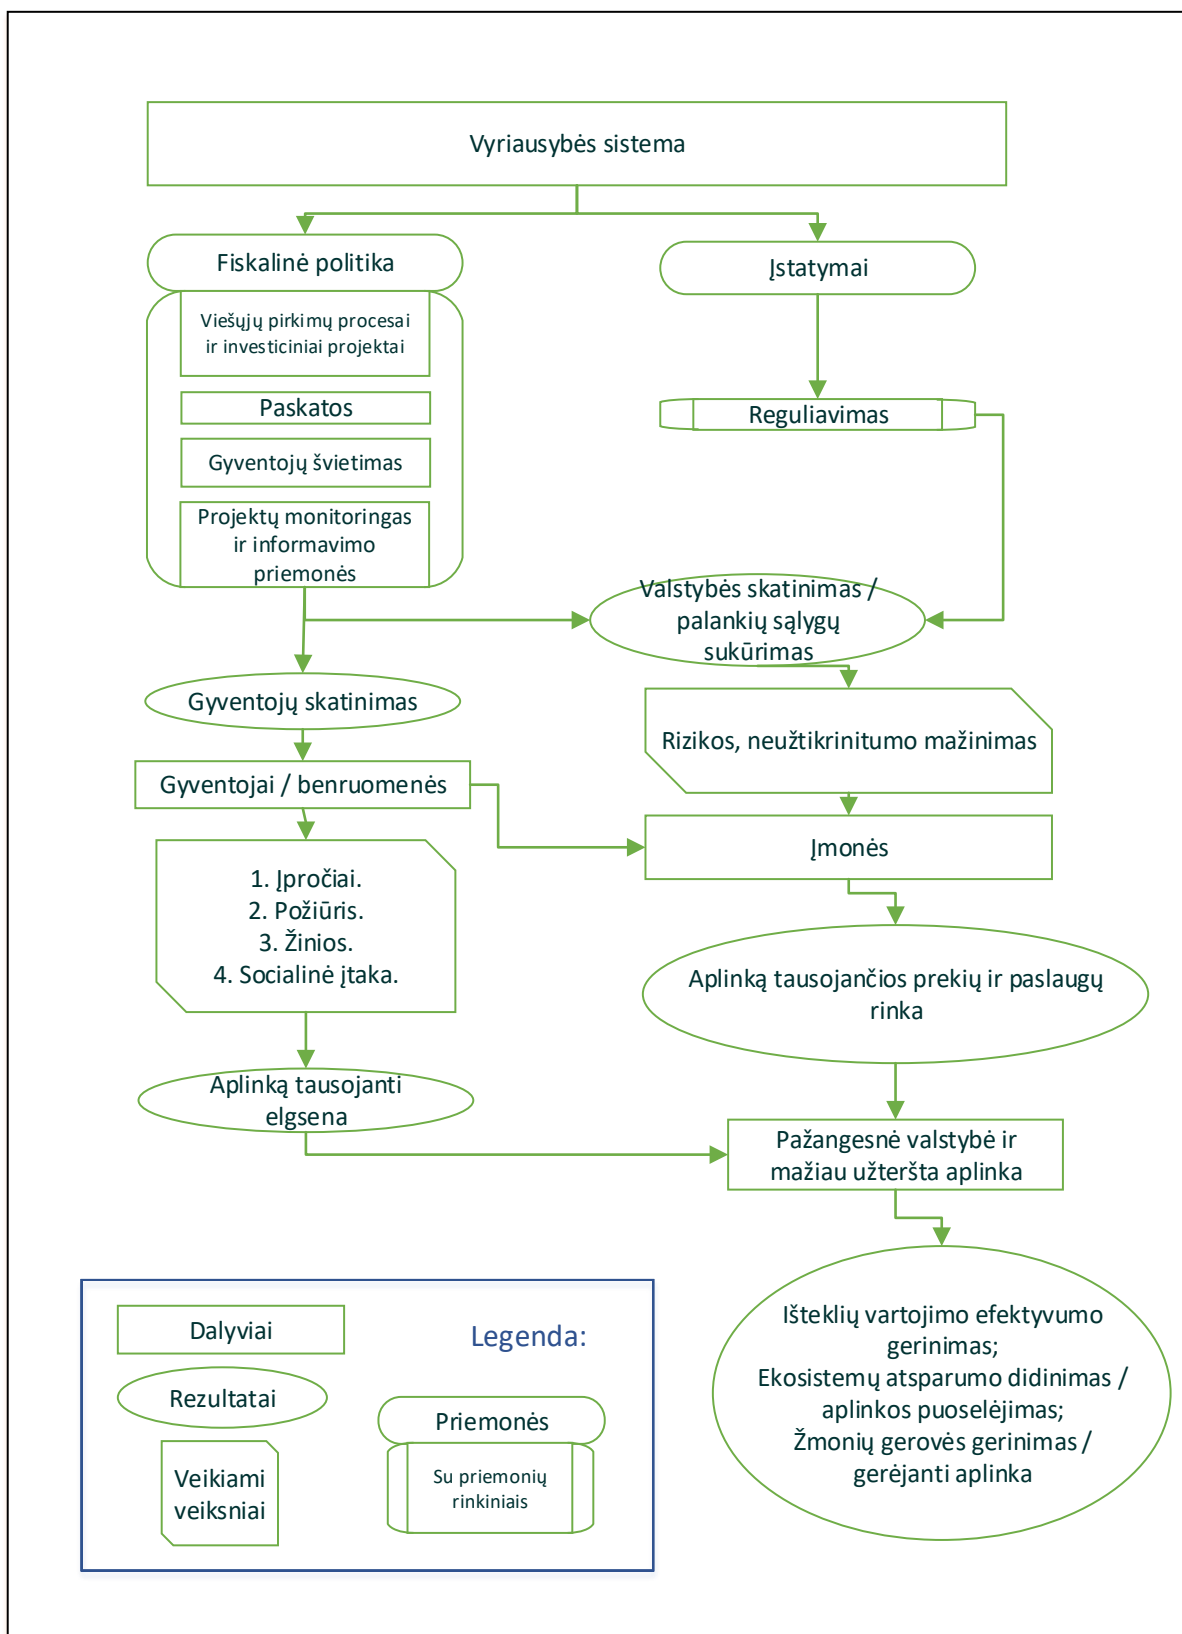 Vyriausybės sistema
Fiskalinė politika
Įstatymai
Viešųjų pirkimų procesai
ir investiciniai projektai
Paskatos
Reguliavimas
Gyventojų švietimas
Projektų monitoringas
ir informavimo
priemonės
Valstybės skatinimas /
palankių sąlygų
sukūrimas
Gyventojų skatinimas
Rizikos, neužtikrinitumo mažinimas
Gyventojai / benruomenės
Įmonės
1. Įpročiai.
2. Požiūris.
3. Žinios.
4. Socialinė įtaka.
Aplinką tausojančios prekių ir paslaugų
rinka
Aplinką tausojanti
elgsena
Pažangesnė valstybė ir
mažiau užteršta aplinka
Išteklių vartojimo efektyvumo
gerinimas;
Ekosistemų atsparumo didinimas /
aplinkos puoselėjimas;
Žmonių gerovės gerinimas /
gerėjanti aplinka
Legenda:
Dalyviai
Rezultatai
Veikiami
veiksniai
Priemonės
Su priemonių
rinkiniais